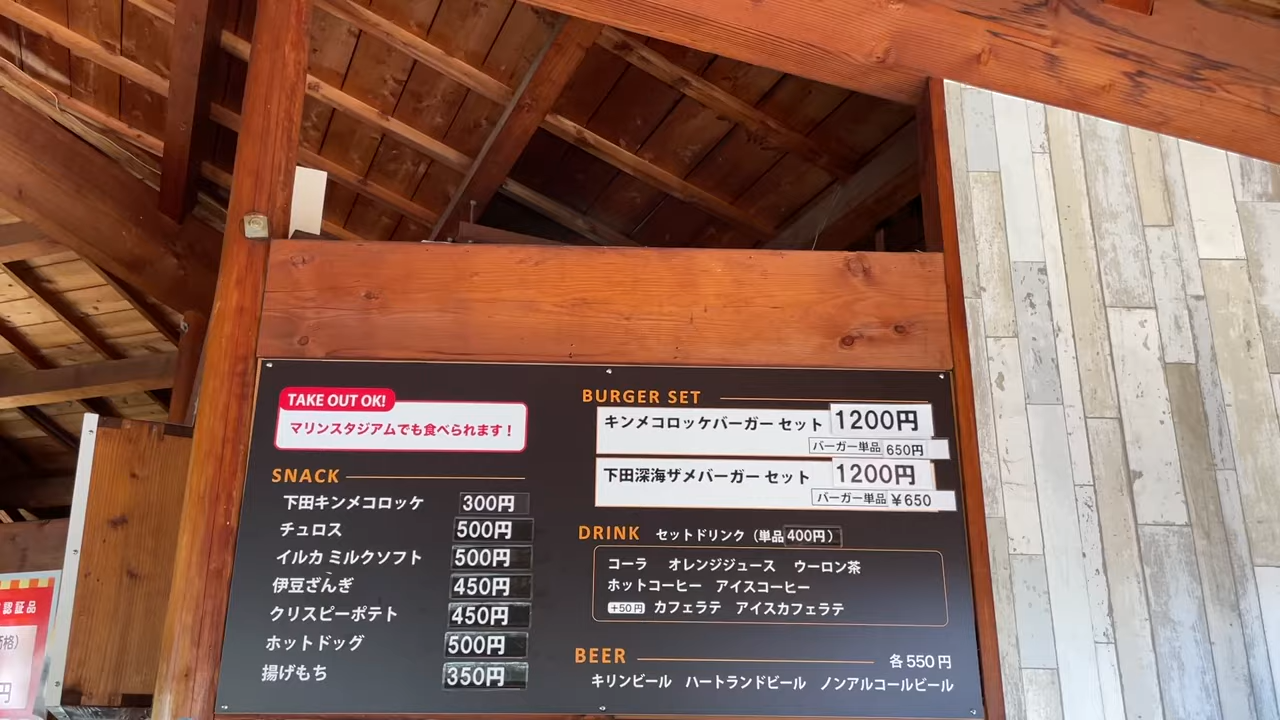 TAKE OUT OK!
マリンスタジアムでも食べられます!
SNACK
下田キンメコロッケ 300円
チュロス 500円
イルカ ミルクソフト 500円
伊豆ざんぎ 450円
クリスピーポテト 450円
ホットドッグ 500円
揚げもち 350円
BURGER SET
キンメコロッケバーガー セット 1200円
バーガー単品 650円
下田深海ザメバーガー セット 1200円
バーガー単品 ¥650
DRINK セットドリンク(単品400円)
コーラ オレンジジュース ウーロン茶
ホットコーヒー アイスコーヒー
+50円 カフェラテ アイスカフェラテ
BEER 各550円
キリンビール ハートランドビール ノンアルコールビール
認証品
格)
円